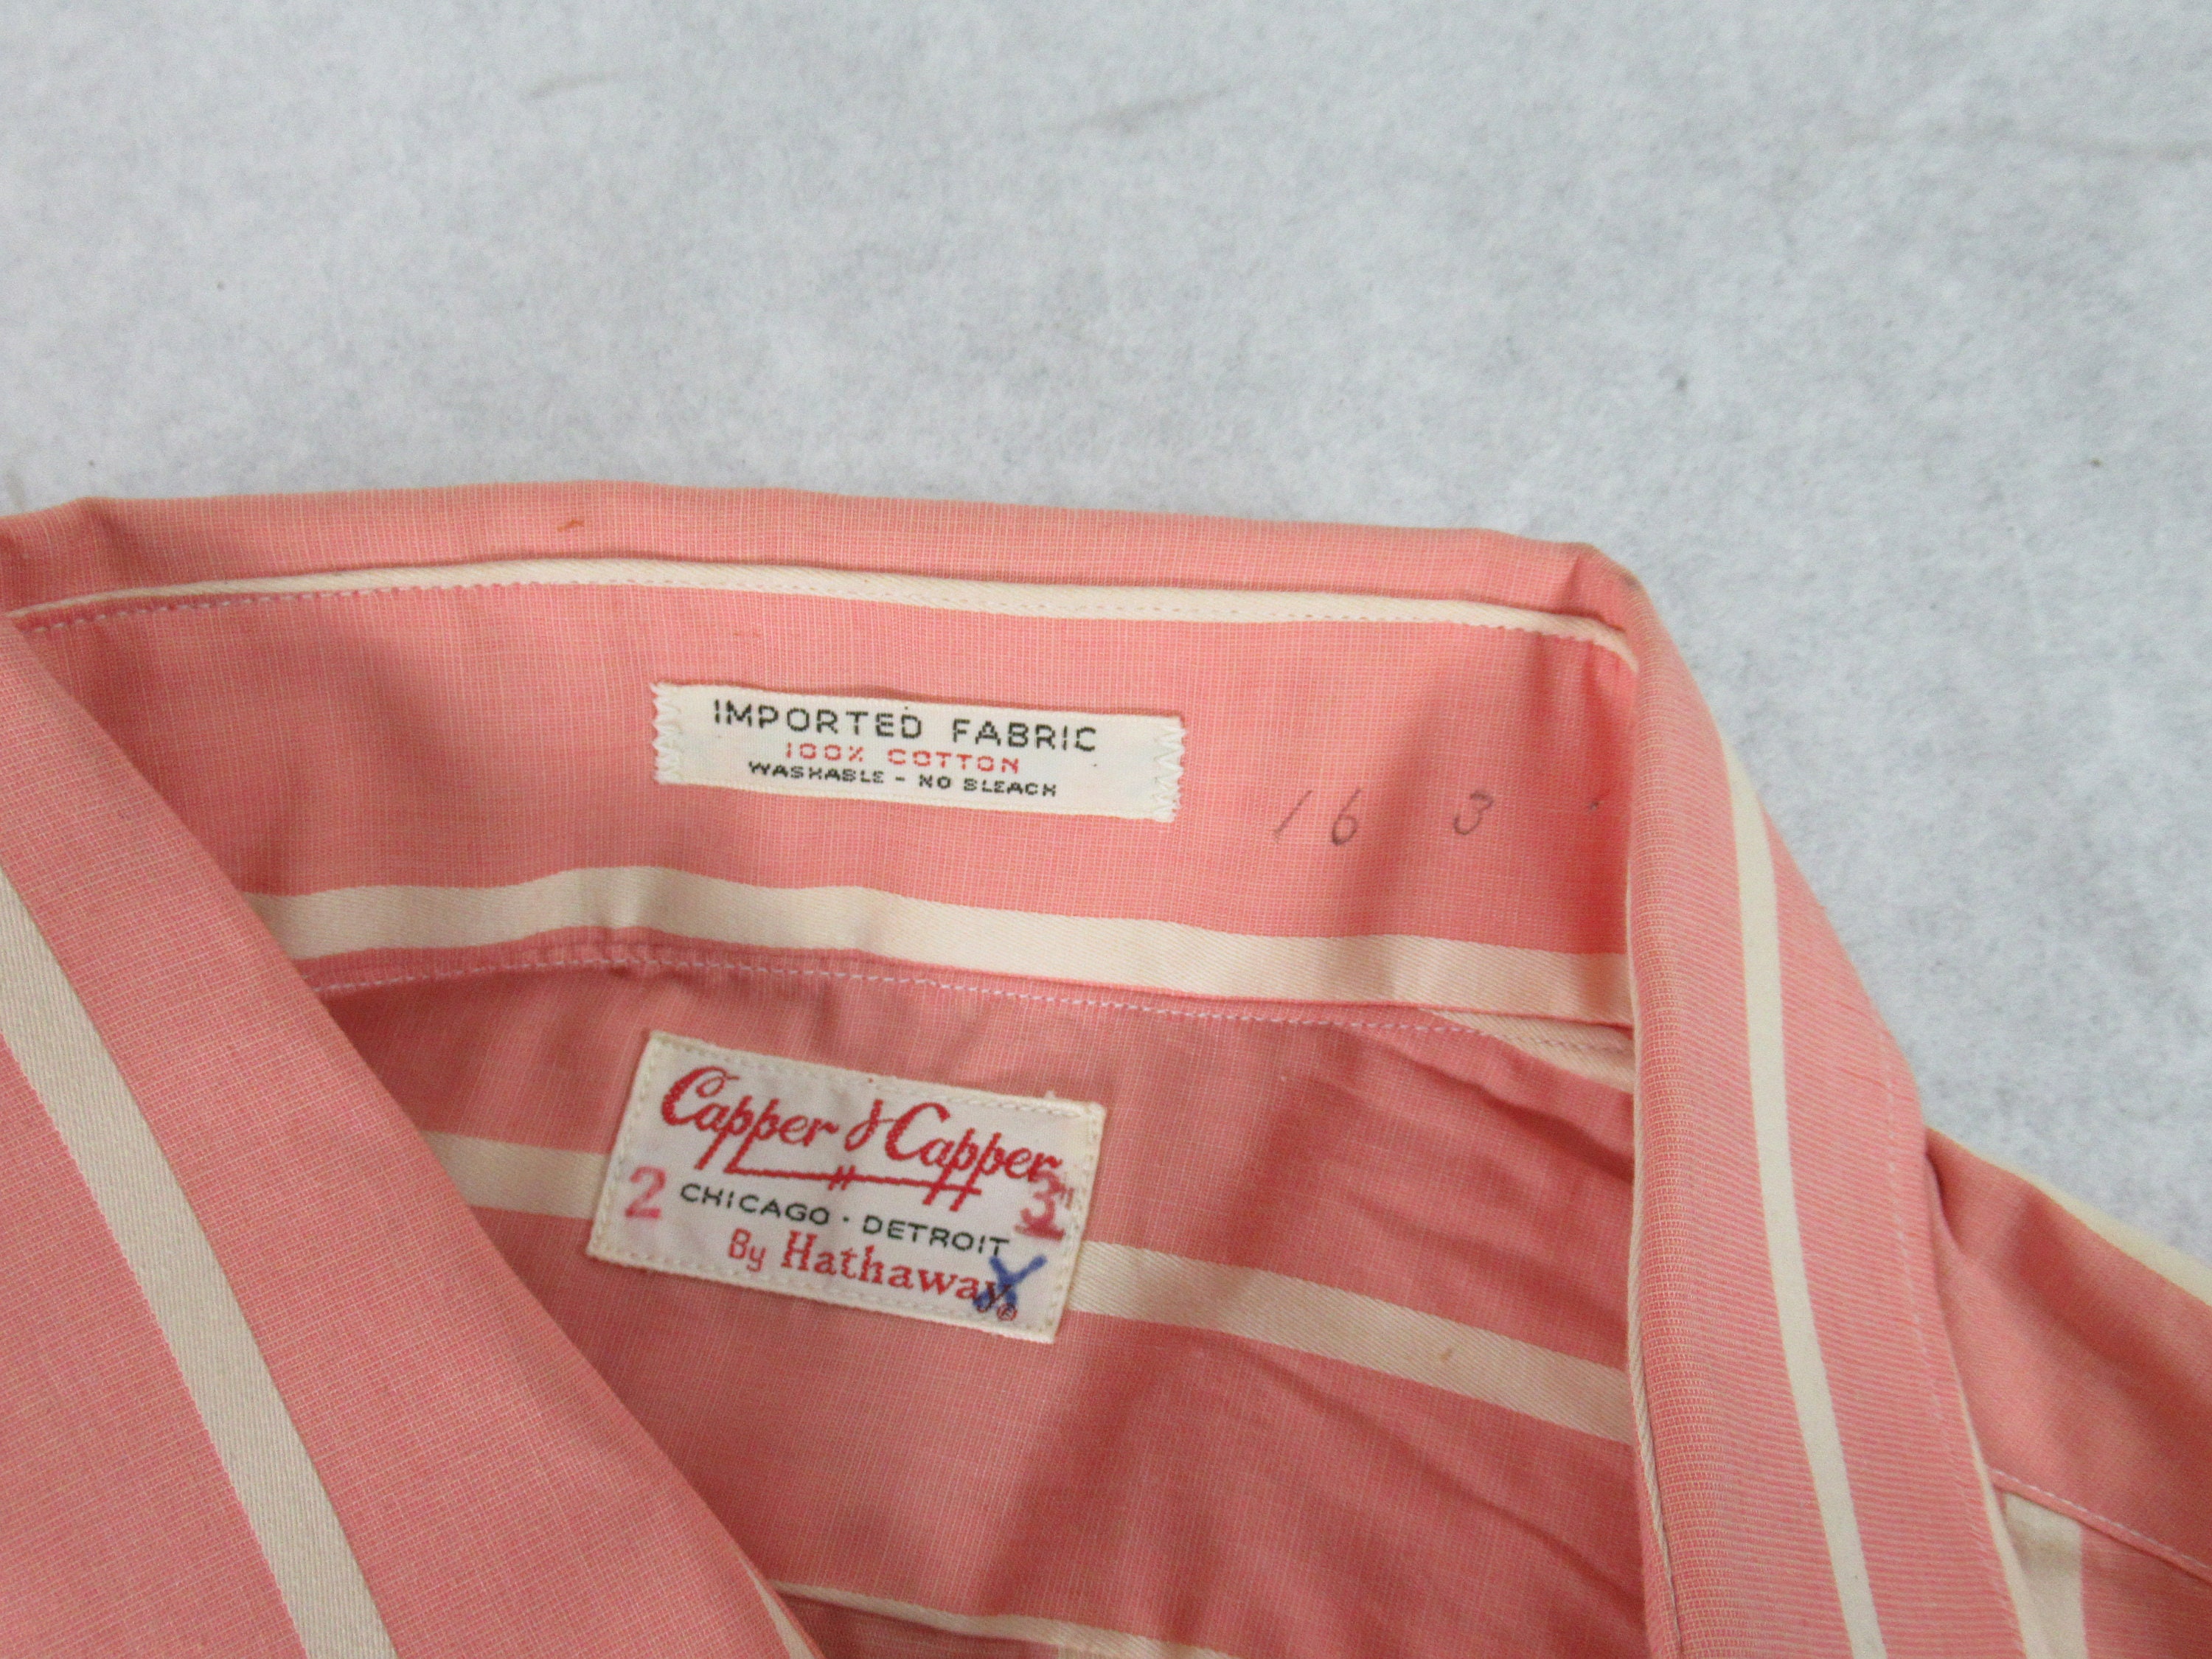 IMPORTED FABRIC
100% COTTON
WASHABLE - NO BLEACH
16 3
Capper & Capper
2 CHICAGO · DETROIT 3
By Hathaway®
X